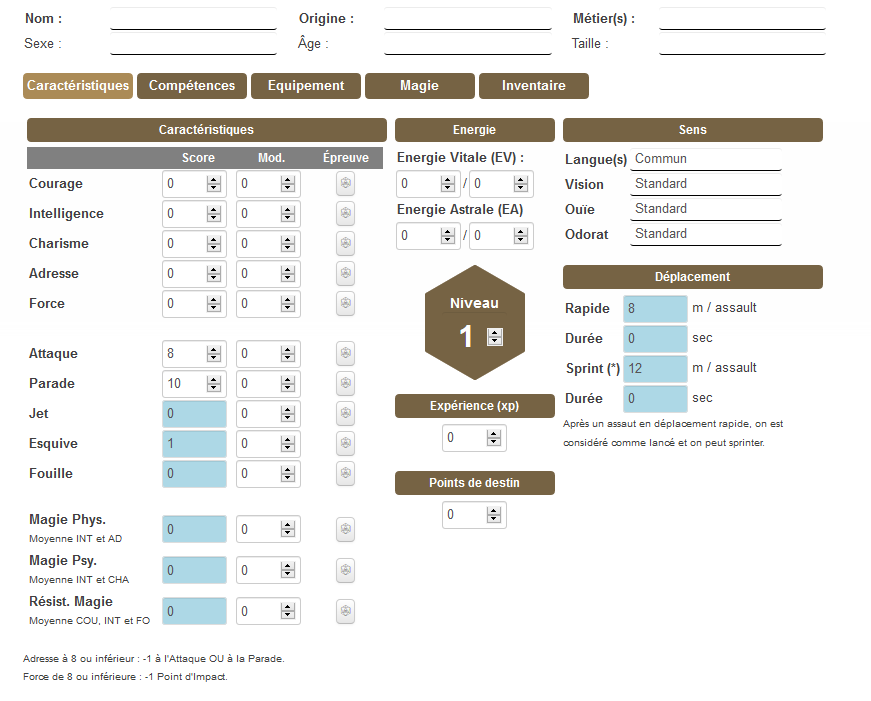 Nom : Origine : Métier(s) :
Sexe : Âge : Taille :
Caractéristiques Compétences Equipement Magie Inventaire
Caractéristiques
Score Mod. Épreuve
Courage 0 0
Intelligence 0 0
Charisme 0 0
Adresse 0 0
Force 0 0
Attaque 8 0
Parade 10 0
Jet 0 0
Esquive 1 0
Fouille 0 0
Magie Phys. 0 0
Moyenne INT et AD
Magie Psy. 0 0
Moyenne INT et CHA
Résist. Magie 0 0
Moyenne COU, INT et FO
Adresse à 8 ou inférieur : -1 à l'Attaque OU à la Parade.
Force de 8 ou inférieure : -1 Point d'Impact.
Energie
Energie Vitale (EV) :
0 / 0
Energie Astrale (EA)
0 / 0
Niveau
1
Expérience (xp)
0
Points de destin
0
Sens
Langue(s) Commun
Vision Standard
Ouïe Standard
Odorat Standard
Déplacement
Rapide 8 m / assault
Durée 0 sec
Sprint (*) 12 m / assault
Durée 0 sec
Après un assaut en déplacement rapide, on est
considéré comme lancé et on peut sprinter.